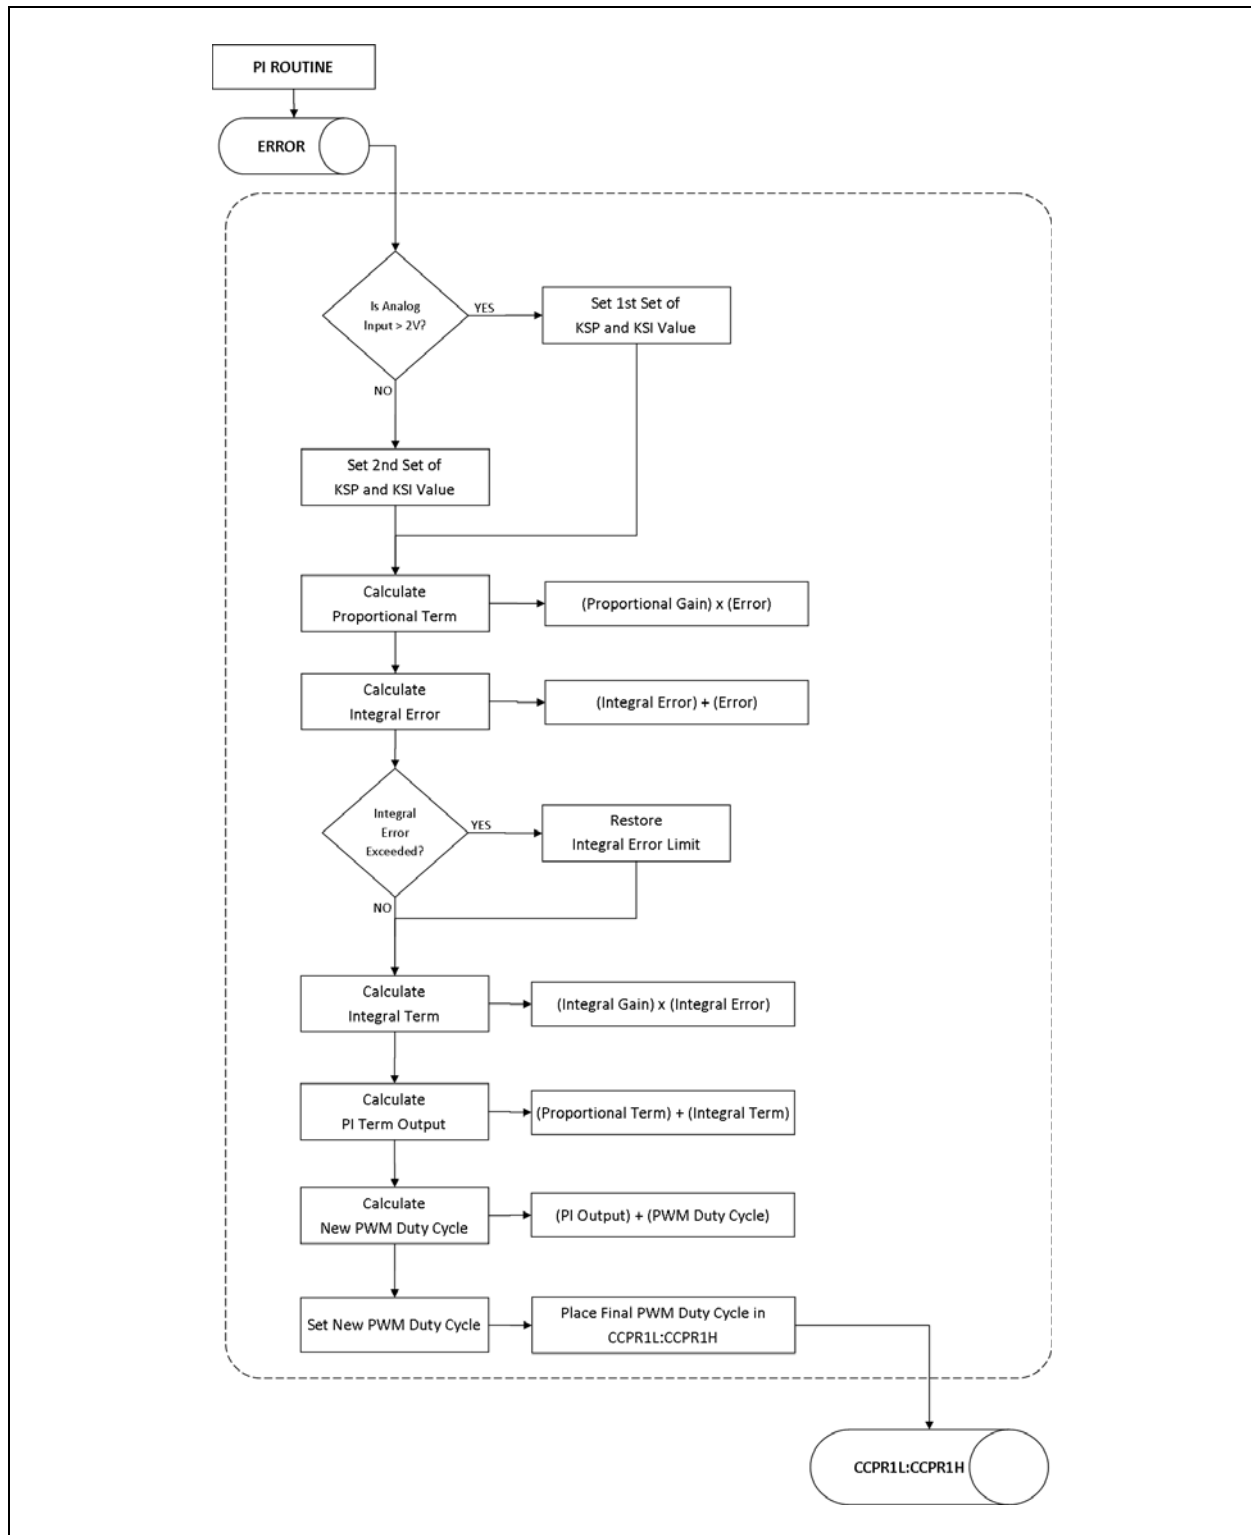 PI ROUTINE
ERROR
Is Analog
Input > 2V?
YES
Set 1st Set of
KSP and KSI Value
NO
Set 2nd Set of
KSP and KSI Value
Calculate
Proportional Term
(Proportional Gain) x (Error)
Calculate
Integral Error
(Integral Error) + (Error)
Integral
Error
Exceeded?
YES
Restore
Integral Error Limit
NO
Calculate
Integral Term
(Integral Gain) x (Integral Error)
Calculate
PI Term Output
(Proportional Term) + (Integral Term)
Calculate
New PWM Duty Cycle
(PI Output) + (PWM Duty Cycle)
Set New PWM Duty Cycle
Place Final PWM Duty Cycle in
CCPR1L:CCPR1H
CCPR1L:CCPR1H